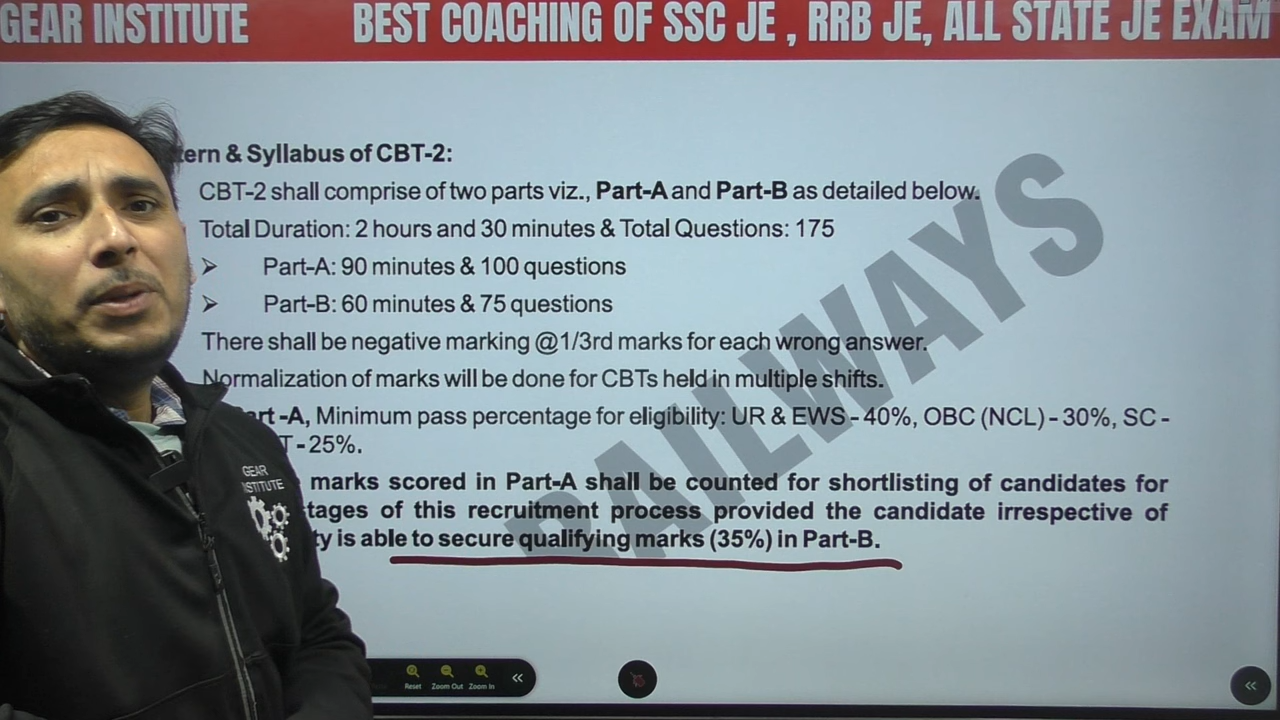 GEAR INSTITUTE BEST COACHING OF SSC JE , RRB JE, ALL STATE JE EXAM
tern & Syllabus of CBT-2:
CBT-2 shall comprise of two parts viz., Part-A and Part-B as detailed below.
Total Duration: 2 hours and 30 minutes & Total Questions: 175
➢ Part-A: 90 minutes & 100 questions
➢ Part-B: 60 minutes & 75 questions
There shall be negative marking @1/3rd marks for each wrong answer.
Normalization of marks will be done for CBTs held in multiple shifts.
art -A, Minimum pass percentage for eligibility: UR & EWS - 40%, OBC (NCL) - 30%, SC -
T - 25%.
marks scored in Part-A shall be counted for shortlisting of candidates for
tages of this recruitment process provided the candidate irrespective of
ty is able to secure qualifying marks (35%) in Part-B.
RAILWAYS
GEAR
INSTITUTE
Reset Zoom Out Zoom In